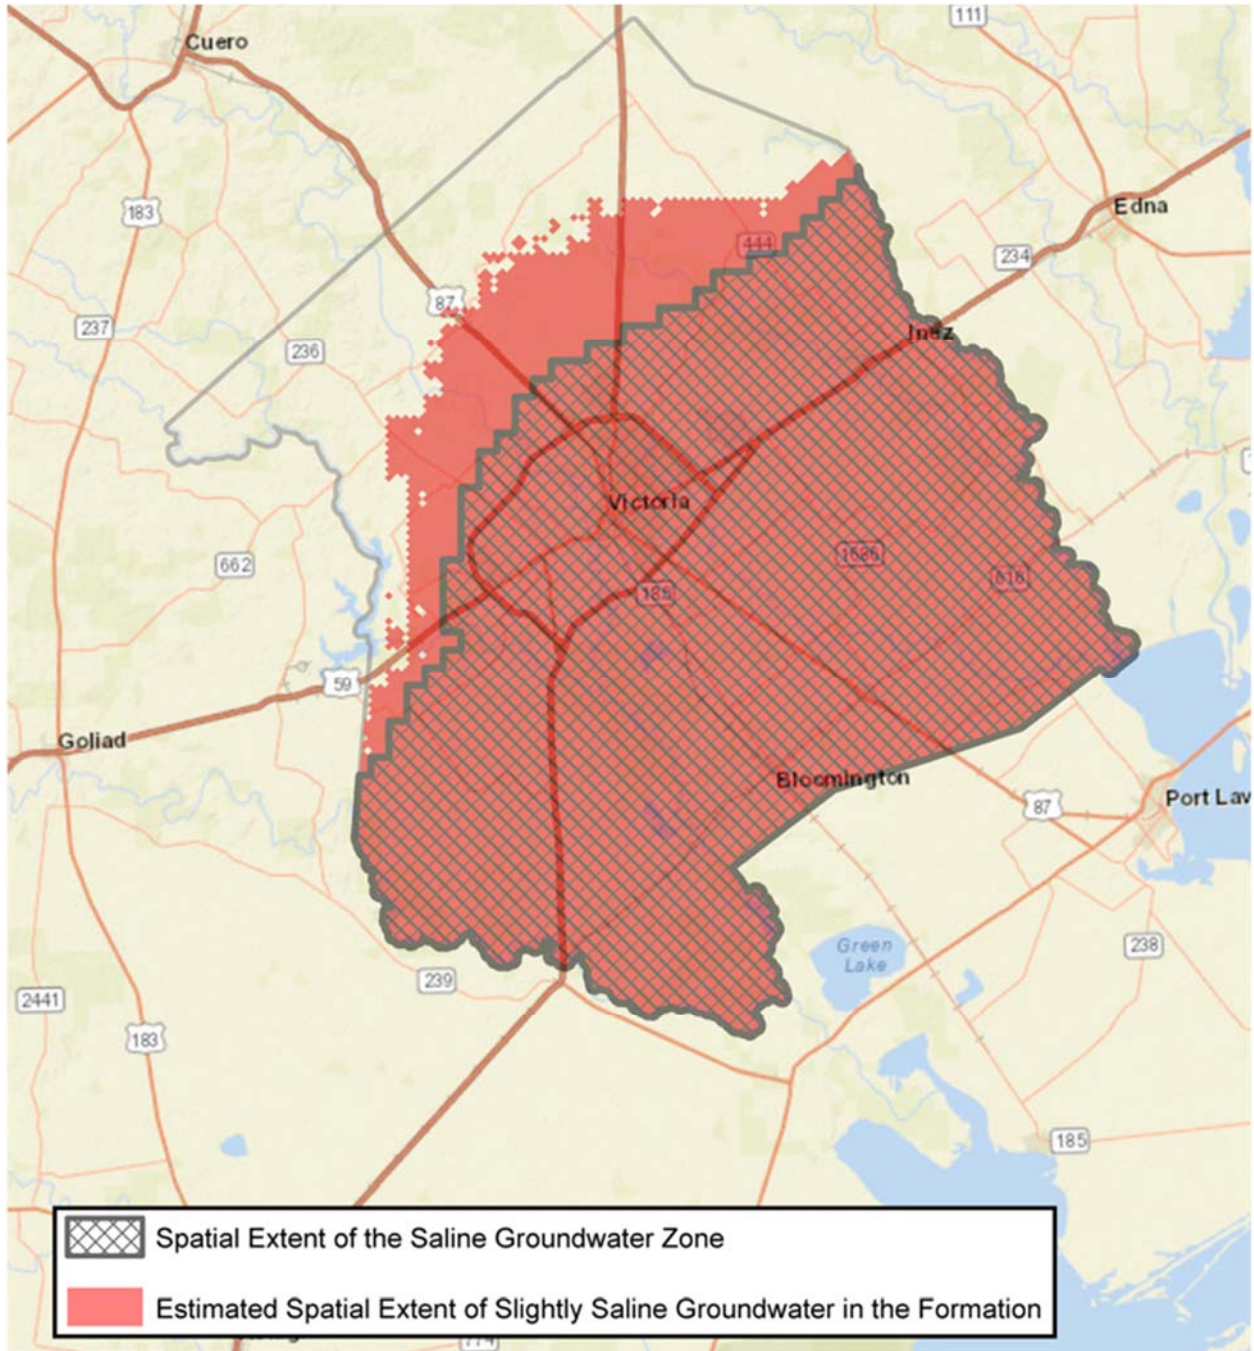 111
Cuero
183
Edna
444
234
87
237
Inez
236
Victoria
1686
616
662
185
59
Goliad
Bloomington
Port Lav
87
Green
Lake
238
239
2441
183
185
Spatial Extent of the Saline Groundwater Zone
Estimated Spatial Extent of Slightly Saline Groundwater in the Formation